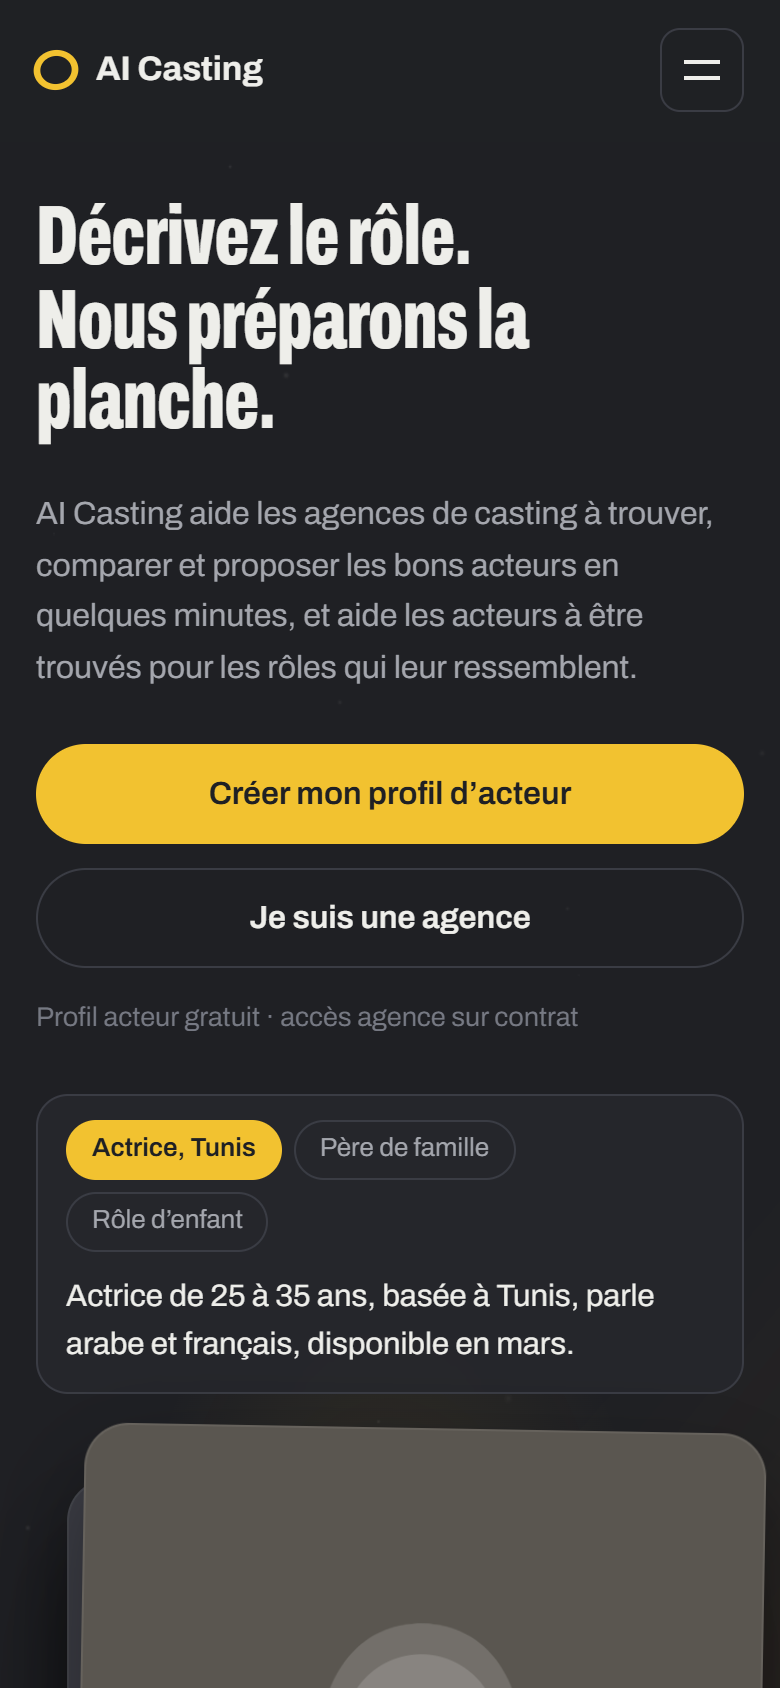 AI Casting
Décrivez le rôle.
Nous préparons la
planche.
AI Casting aide les agences de casting à trouver,
comparer et proposer les bons acteurs en
quelques minutes, et aide les acteurs à être
trouvés pour les rôles qui leur ressemblent.
Créer mon profil d’acteur
Je suis une agence
Profil acteur gratuit · accès agence sur contrat
Actrice, Tunis
Père de famille
Rôle d’enfant
Actrice de 25 à 35 ans, basée à Tunis, parle
arabe et français, disponible en mars.